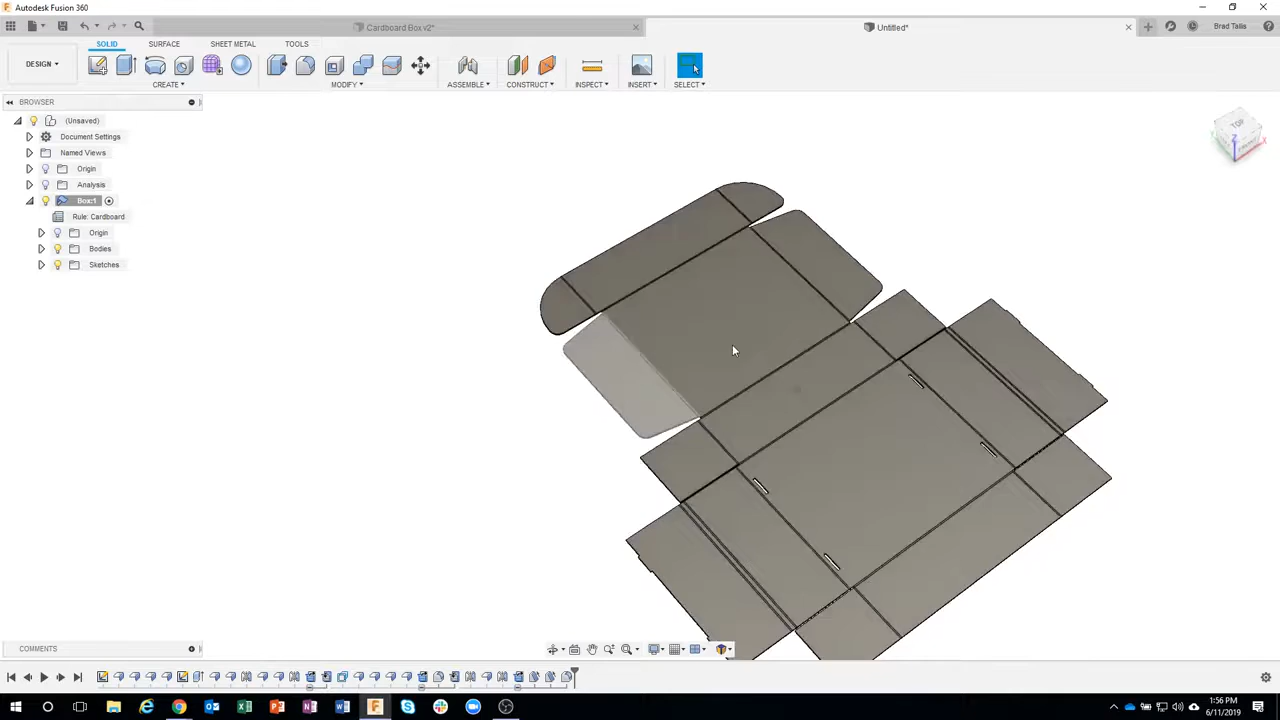 Autodesk Fusion 360
Cardboard Box v2*
Untitled*
Brad Tallis
DESIGN
SOLID
SURFACE
SHEET METAL
TOOLS
CREATE
MODIFY
ASSEMBLE
CONSTRUCT
INSPECT
INSERT
SELECT
BROWSER
(Unsaved)
Document Settings
Named Views
Origin
Analysis
Box:1
Rule: Cardboard
Origin
Bodies
Sketches
TOP
Z
COMMENTS
1:56 PM
6/11/2019